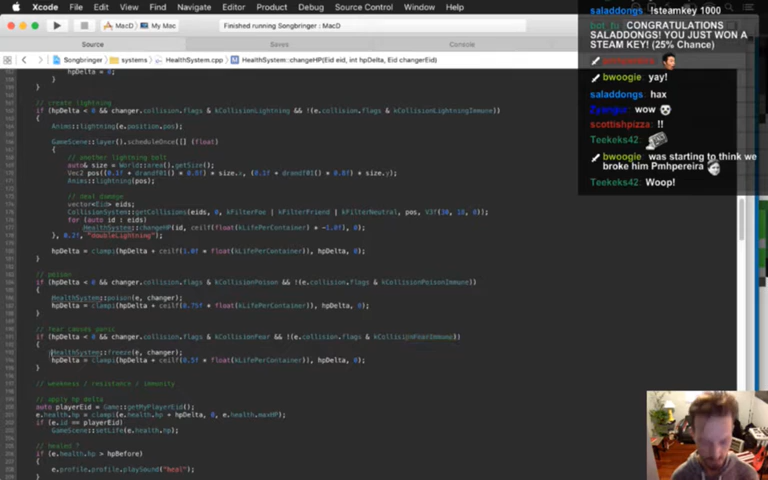 Xcode File Edit View Find Navigate Editor Product Debug Source Control Window Help
MacD My Mac
Finished running Songbringer : MacD
Source
Saves
Console
Songbringer systems HealthSystem.cpp HealthSystem::changeHP(Eid eid, int hpDelta, Eid changerEid)
hpDelta = 0;
}
// create lightning
if (hpDelta < 0 && changer.collision.flags & kCollisionLightning && !(e.collision.flags & kCollisionLightningImmune))
{
Anims::lightning(e.position.pos);
GameScene::layer().scheduleOnce([] (float)
{
// another lightning bolt
auto& size = World::area().getSize();
Vec2 pos((0.1f + drandf01() * 0.8f) * size.x, (0.1f + drandf01() * 0.8f) * size.y);
Anims::lightning(pos);
// deal damage
vector<Eid> eids;
CollisionSystem::getCollisions(eids, 0, kFilterFoe | kFilterFriend | kFilterNeutral, pos, V3f(30, 10, 0));
for (auto id : eids)
HealthSystem::changeHP(id, ceilf(float(kLifePerContainer) * -1.0f), 0);
}, 0.2f, "doubleLightning");
hpDelta = clampi(hpDelta + ceilf(1.0f * float(kLifePerContainer)), hpDelta, 0);
}
// poison
if (hpDelta < 0 && changer.collision.flags & kCollisionPoison && !(e.collision.flags & kCollisionPoisonImmune))
{
HealthSystem::poison(e, changer);
hpDelta = clampi(hpDelta + ceilf(0.75f * float(kLifePerContainer)), hpDelta, 0);
}
// fear causes panic
if (hpDelta < 0 && changer.collision.flags & kCollisionFear && !(e.collision.flags & kCollisionFearImmune))
{
HealthSystem::freeze(e, changer);
hpDelta = clampi(hpDelta + ceilf(0.5f * float(kLifePerContainer)), hpDelta, 0);
}
// weakness / resistance / immunity
// apply hp delta
auto playerEid = Game::getMyPlayerEid();
e.health.hp = clampi(e.health.hp + hpDelta, 0, e.health.maxHP);
if (e.id == playerEid)
GameScene::setLife(e.health.hp);
// healed ?
if (e.health.hp > hpBefore)
{
e.profile.profile.playSound("heal");
saladdongs: !steamkey 1000
CONGRATULATIONS
SALADDONGS! YOU JUST WON A
STEAM KEY! (25% Chance)
bwoogie: yay!
saladdongs: hax
wow
scottishpizza: !!
Teekeks42:
bwoogie: was starting to think we
broke him Pmhpereira
Teekeks42: Woop!